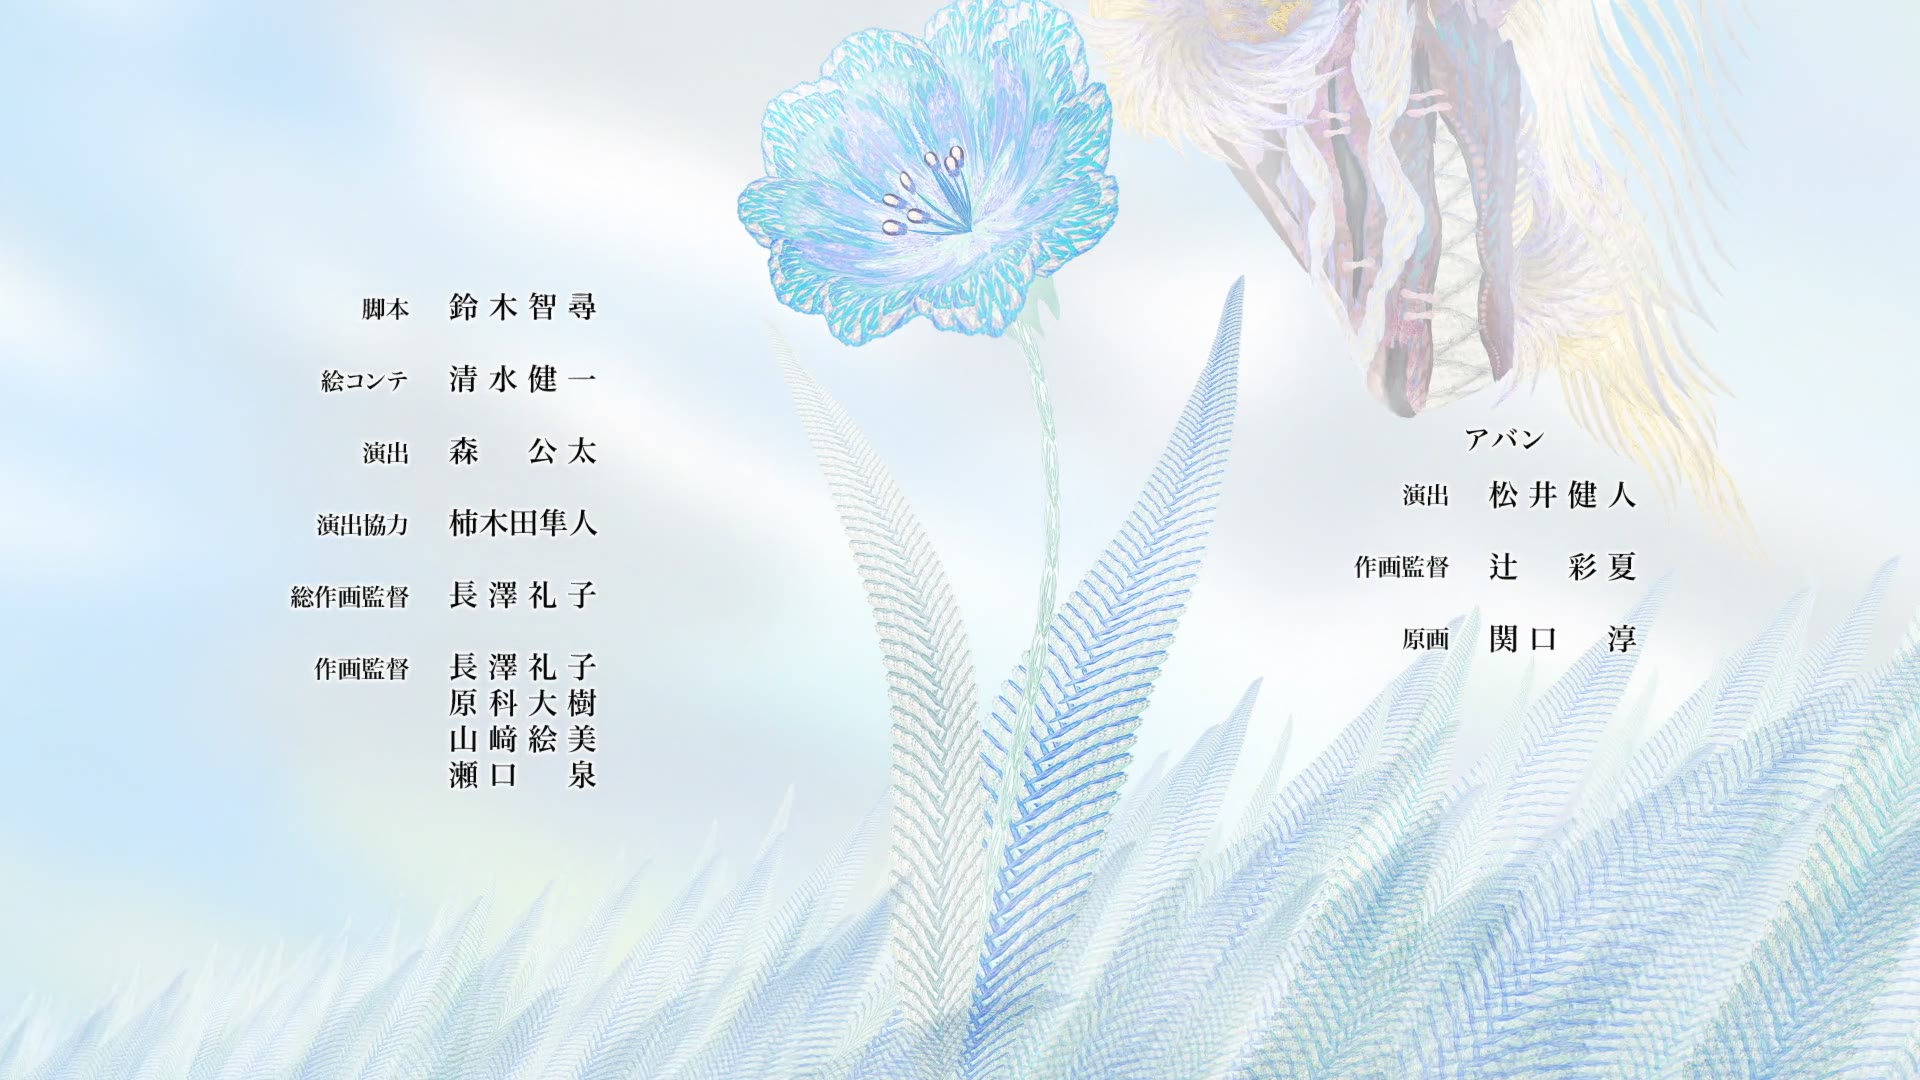 脚本 鈴木智尋
絵コンテ 清水健一
演出 森 公太
演出協力 柿木田隼人
総作画監督 長澤礼子
作画監督 長澤礼子
原科大樹
山﨑絵美
瀬口 泉
アバン
演出 松井健人
作画監督 辻 彩夏
原画 関口 淳